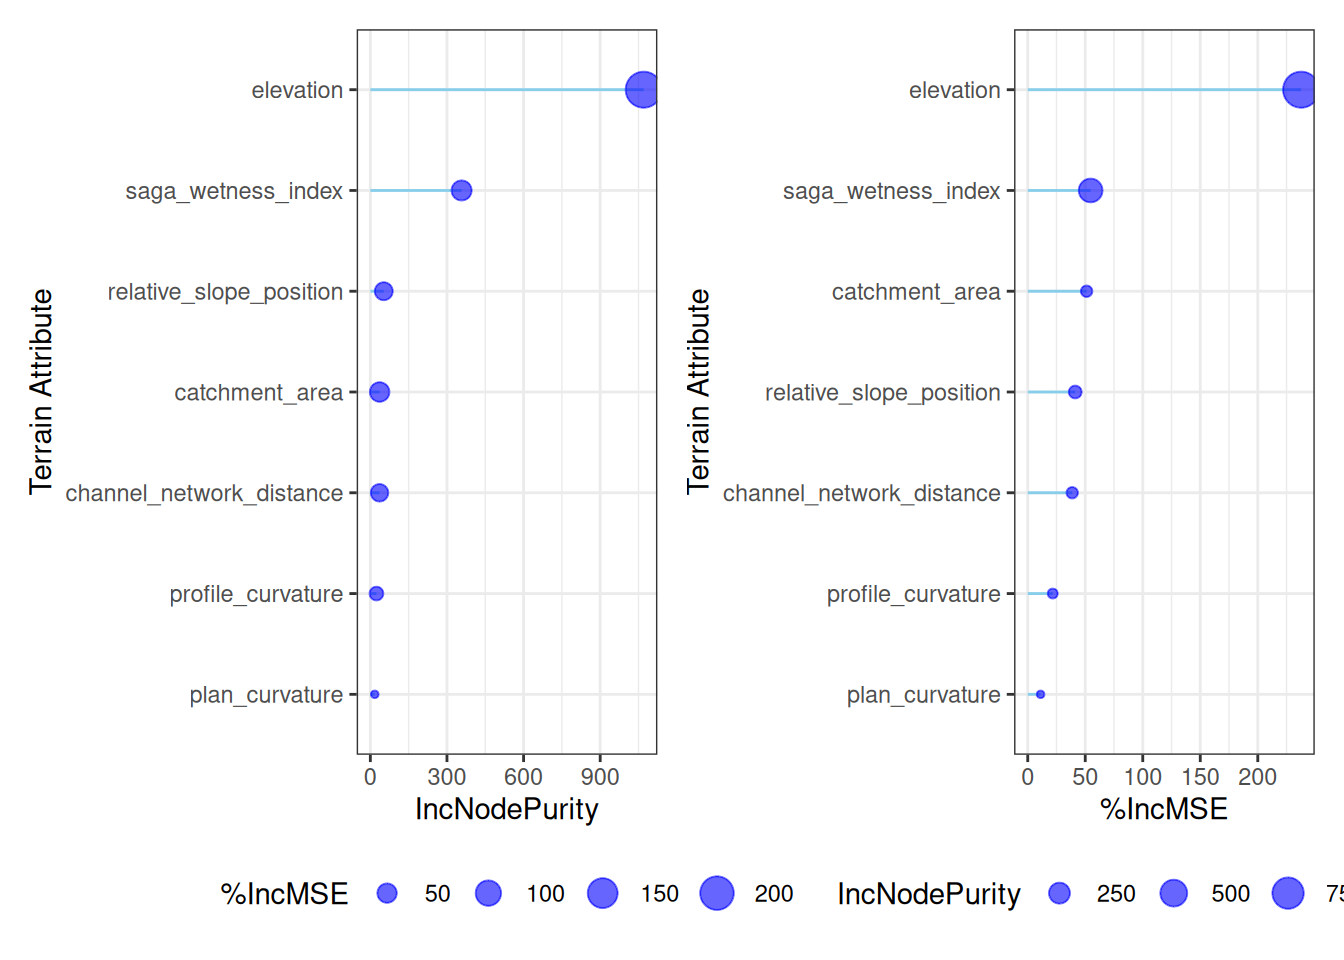 elevation
saga_wetness_index
relative_slope_position
catchment_area
channel_network_distance
profile_curvature
plan_curvature
Terrain Attribute
0 300 600 900
IncNodePurity
elevation
saga_wetness_index
catchment_area
relative_slope_position
channel_network_distance
profile_curvature
plan_curvature
Terrain Attribute
0 50 100 150 200
%IncMSE
%IncMSE 50 100 150 200
IncNodePurity 250 500